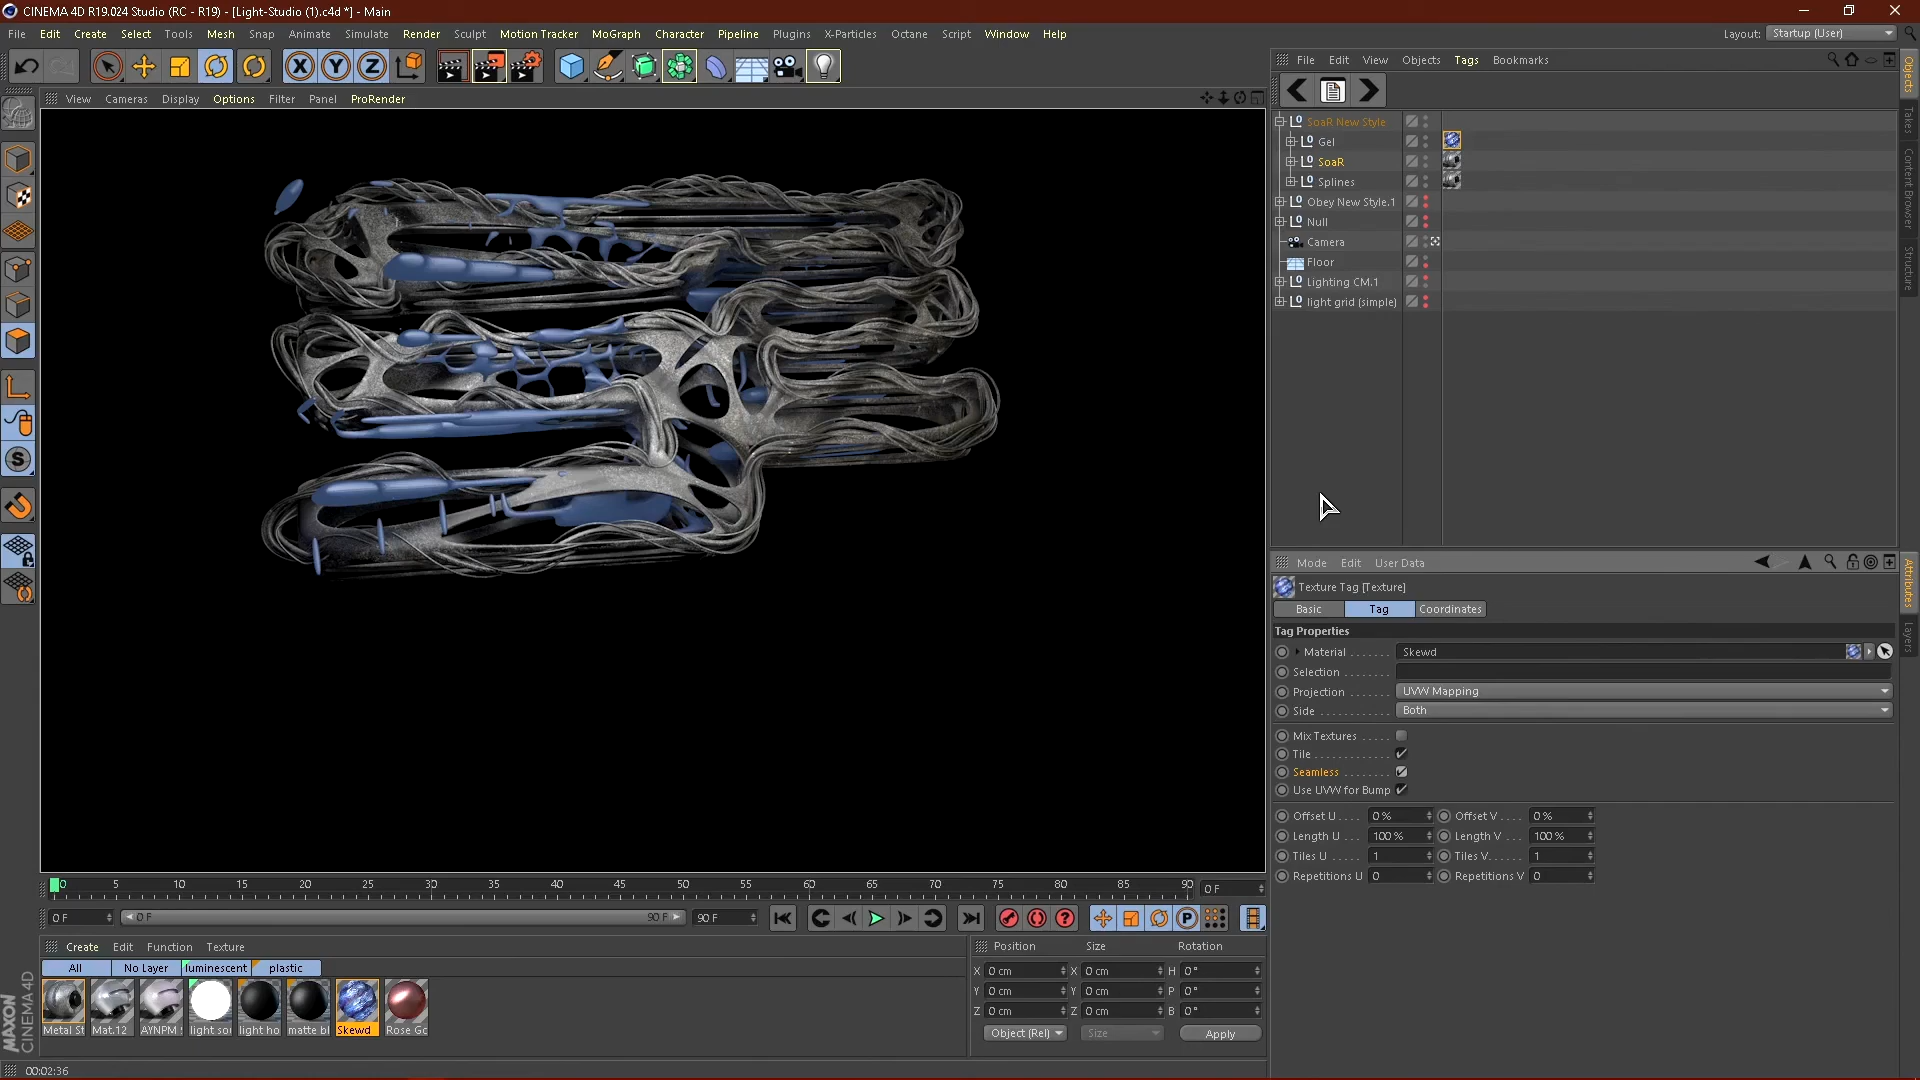 CINEMA 4D R19.024 Studio (RC - R19) - [Light-Studio (1).c4d *] - Main
File Edit Create Select Tools Mesh Snap Animate Simulate Render Sculpt Motion Tracker MoGraph Character Pipeline Plugins X-Particles Octane Script Window Help
Layout: Startup (User)
X Y Z
View Cameras Display Options Filter Panel ProRender
File Edit View Objects Tags Bookmarks
SoaR New Style
Gel
SoaR
Splines
Obey New Style.1
Null
Camera
Floor
Lighting CM.1
light grid (simple)
Objects
Takes
Content Browser
Structure
Mode Edit User Data
Texture Tag [Texture]
Basic Tag Coordinates
Tag Properties
Material Skewd
Selection
Projection UVW Mapping
Side Both
Mix Textures
Tile
Seamless
Use UVW for Bump
Offset U 0 % Offset V 0 %
Length U 100 % Length V 100 %
Tiles U 1 Tiles V 1
Repetitions U 0 Repetitions V 0
Attributes
Layers
0 5 10 15 20 25 30 35 40 45 50 55 60 65 70 75 80 85 90 0 F
0 F 0 F 90 F 90 F
Create Edit Function Texture
All No Layer luminescent plastic
Metal St Mat.12 AYNPM light so light ho matte bl Skewd Rose Gc
Position Size Rotation
X 0 cm X 0 cm H 0 °
Y 0 cm Y 0 cm P 0 °
Z 0 cm Z 0 cm B 0 °
Object (Rel) Size Apply
MAXON
CINEMA 4D
00:02:36